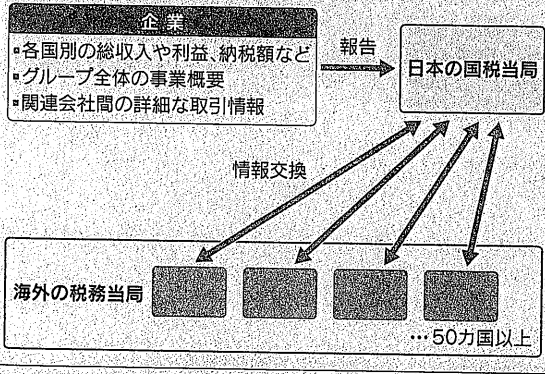 企業
▪各国別の総収入や利益、納税額など
▪グループ全体の事業概要
▪関連会社間の詳細な取引情報
報告
日本の国税当局
情報交換
海外の税務当局
…50カ国以上